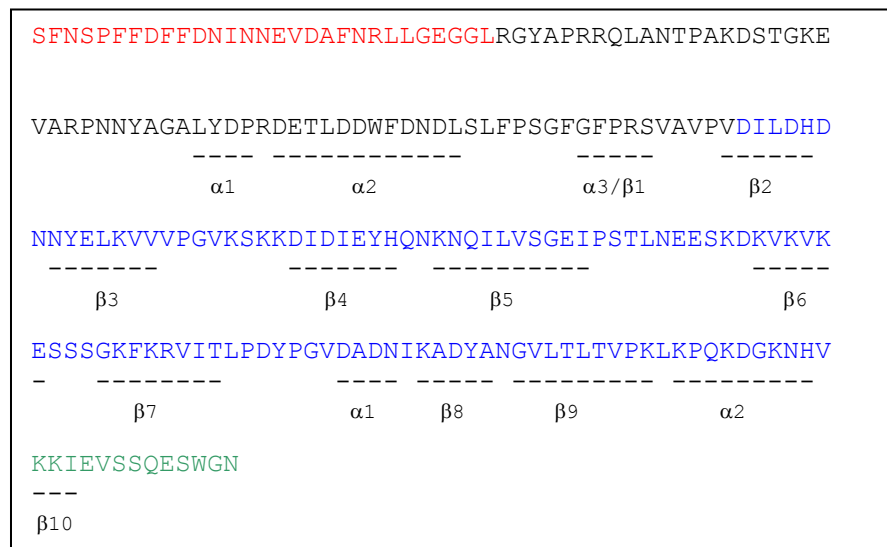 SFNSPFFDFFDNINNEVDAFNRLLGEGGLRGYAPRRQLANTPAKDSTGKE
VARPNNYAGALYDPRDETLDDWFDNDLSLFPSGFGFPRSVAVPVDILDHD
---- ------------ ----- ------
α1 α2 α3/β1 β2
NNYELKVVVPGVKSKKDIDIEYHQNKNQILVSGEIPSTLNEESKDKVKVK
------- ------- ---------- -----
β3 β4 β5 β6
ESSSGKFKRVITLPDYPGVDADNIKADYANGVLTLTVPKLKPQKDGKNHV
- -------- ---- ----- --------- ---------
β7 α1 β8 β9 α2
KKIEVSSQESWGN
---
β10